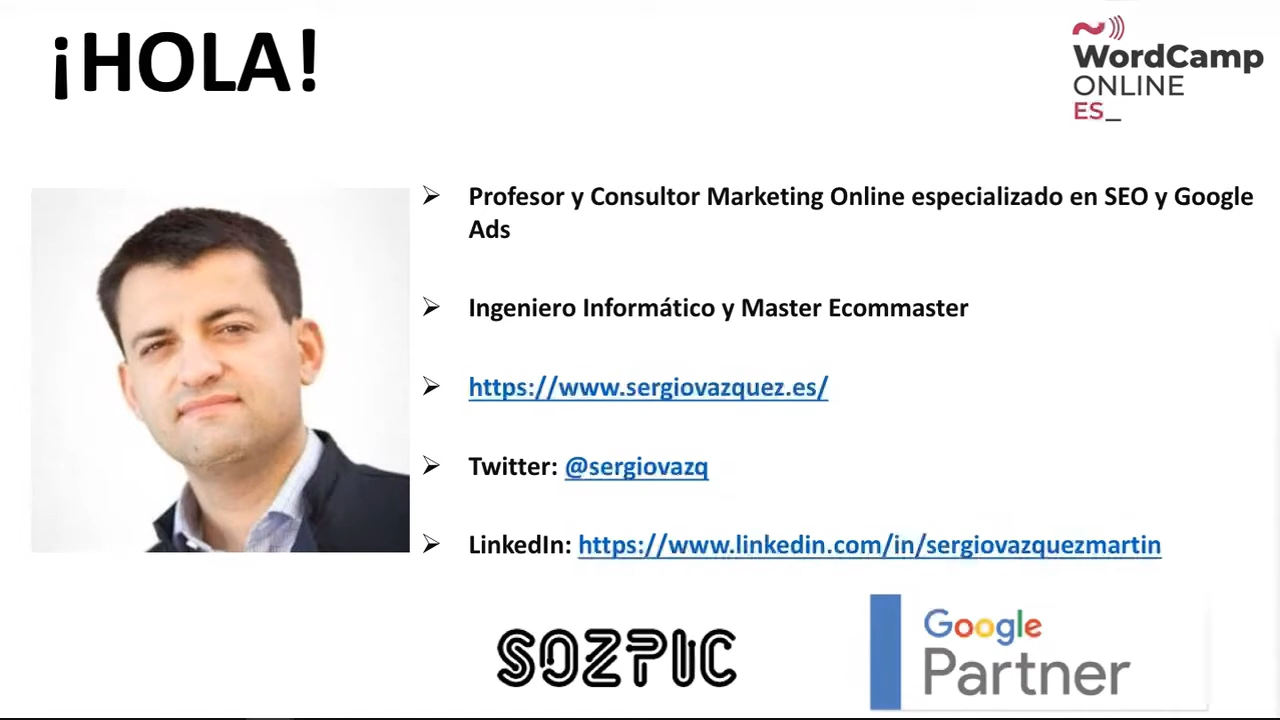 ¡HOLA!
WordCamp
ONLINE
ES_
Profesor y Consultor Marketing Online especializado en SEO y Google
Ads
Ingeniero Informático y Master Ecommaster
https://www.sergiovazquez.es/
Twitter: @sergiovazq
LinkedIn: https://www.linkedin.com/in/sergiovazquezmartin
SOZPIC
Google
Partner